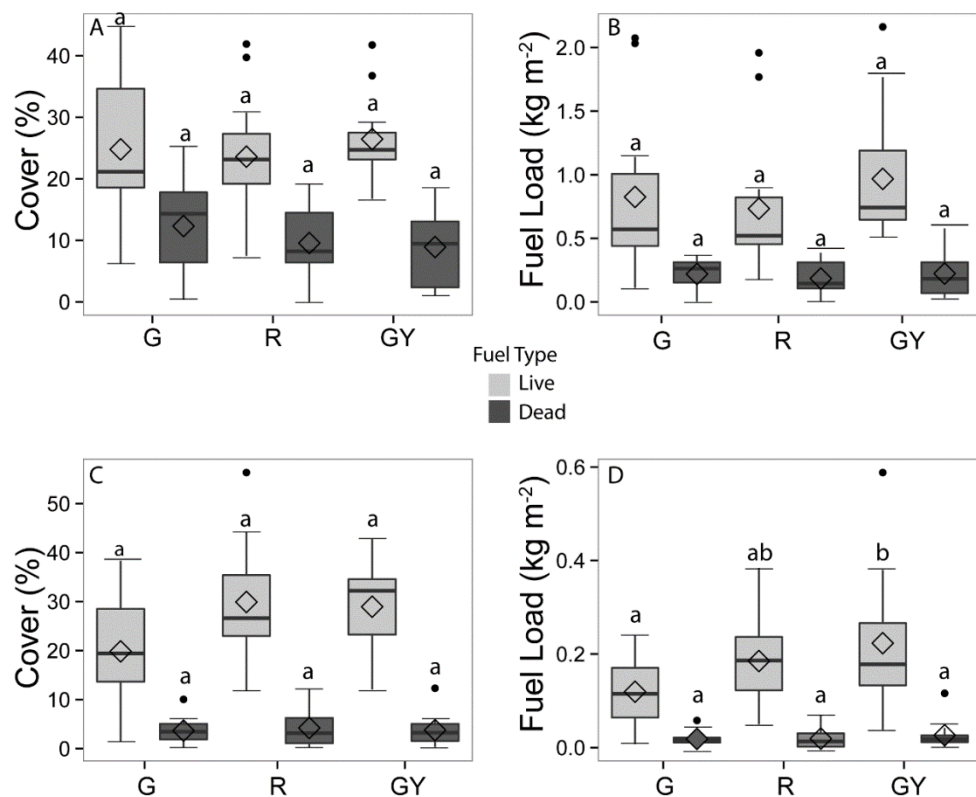 A
Cover (%)
40
30
20
10
0
a
a
a
a
a
a
G
R
GY
B
Fuel Load (kg m⁻²)
2.0
1.5
1.0
0.5
0.0
a
a
a
a
a
a
G
R
GY
Fuel Type
Live
Dead
C
Cover (%)
50
40
30
20
10
0
a
a
a
a
a
a
G
R
GY
D
Fuel Load (kg m⁻²)
0.6
0.4
0.2
0.0
a
a
ab
a
b
a
G
R
GY